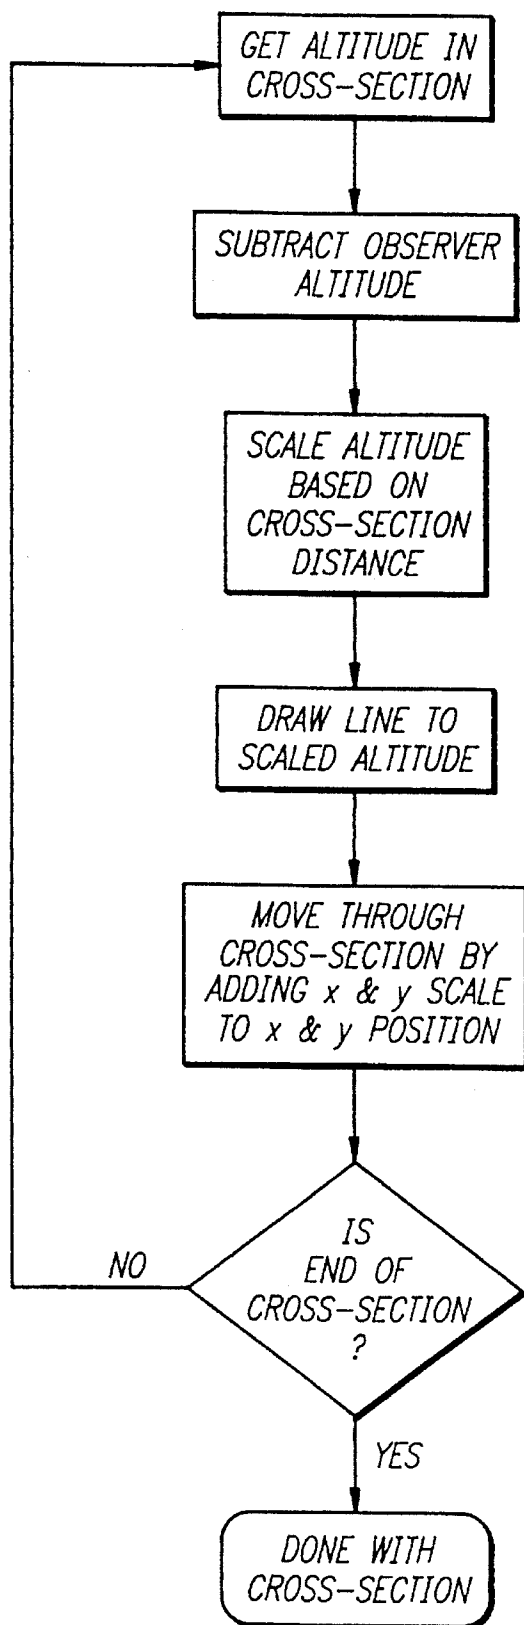 GET ALTITUDE IN
CROSS-SECTION
SUBTRACT OBSERVER
ALTITUDE
SCALE ALTITUDE
BASED ON
CROSS-SECTION
DISTANCE
DRAW LINE TO
SCALED ALTITUDE
MOVE THROUGH
CROSS-SECTION BY
ADDING x & y SCALE
TO x & y POSITION
IS
END OF
CROSS-SECTION
?
NO
YES
DONE WITH
CROSS-SECTION